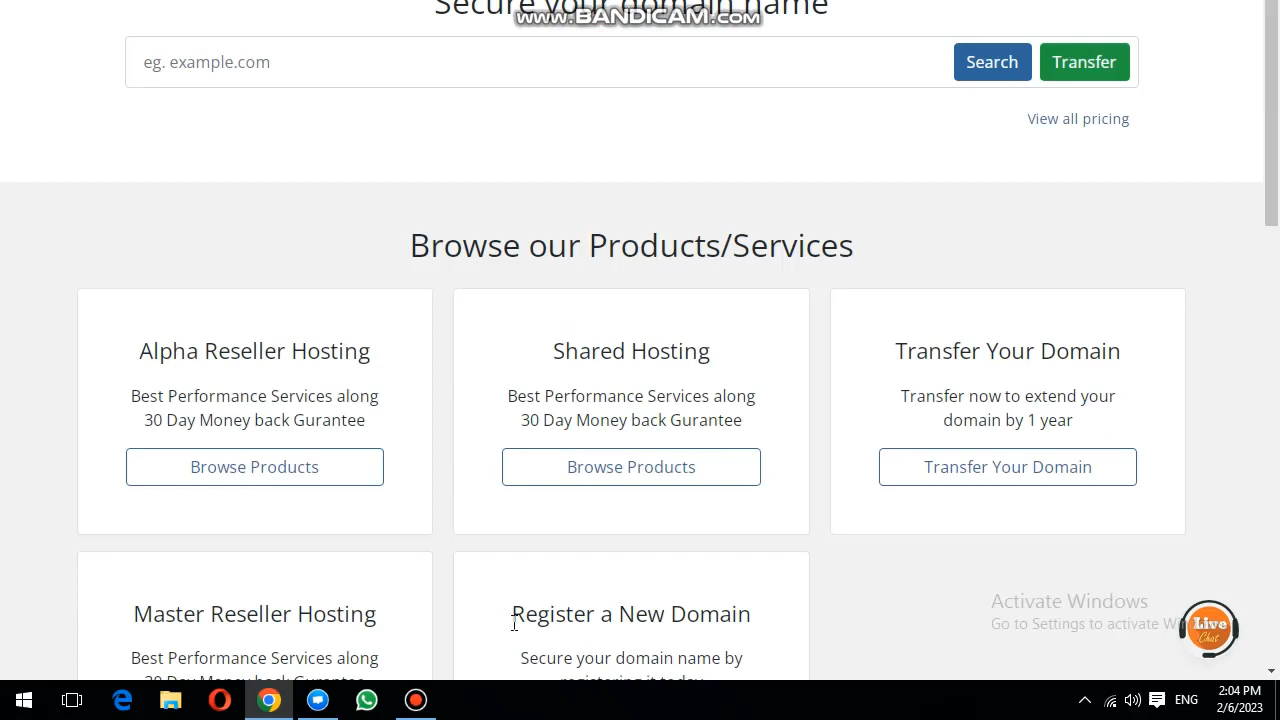 Secure your domain name
www.BANDICAM.com
eg. example.com
Search
Transfer
View all pricing
Browse our Products/Services
Alpha Reseller Hosting
Best Performance Services along
30 Day Money back Gurantee
Browse Products
Shared Hosting
Best Performance Services along
30 Day Money back Gurantee
Browse Products
Transfer Your Domain
Transfer now to extend your
domain by 1 year
Transfer Your Domain
Master Reseller Hosting
Best Performance Services along
30 Day Money back Gurantee
Register a New Domain
Secure your domain name by
registering it today
Activate Windows
Go to Settings to activate
Live
Chat
ENG
2:04 PM
2/6/2023